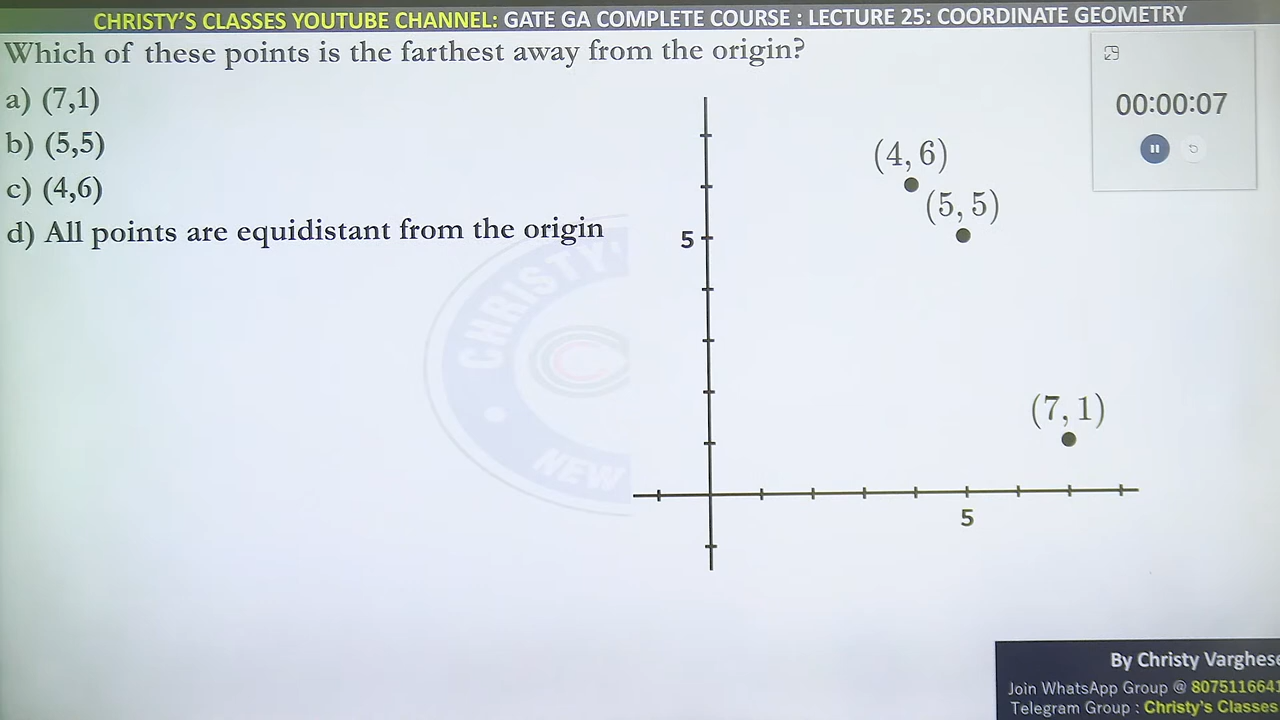 CHRISTY'S CLASSES YOUTUBE CHANNEL: GATE GA COMPLETE COURSE : LECTURE 25: COORDINATE GEOMETRY
Which of these points is the farthest away from the origin?
00:00:07
a) (7,1)
b) (5,5)
c) (4,6)
d) All points are equidistant from the origin
(4, 6)
(5, 5)
5
(7, 1)
5
CHRISTY'
NEW
By Christy Varghese
Join WhatsApp Group @ 8075116641
Telegram Group : Christy's Classes